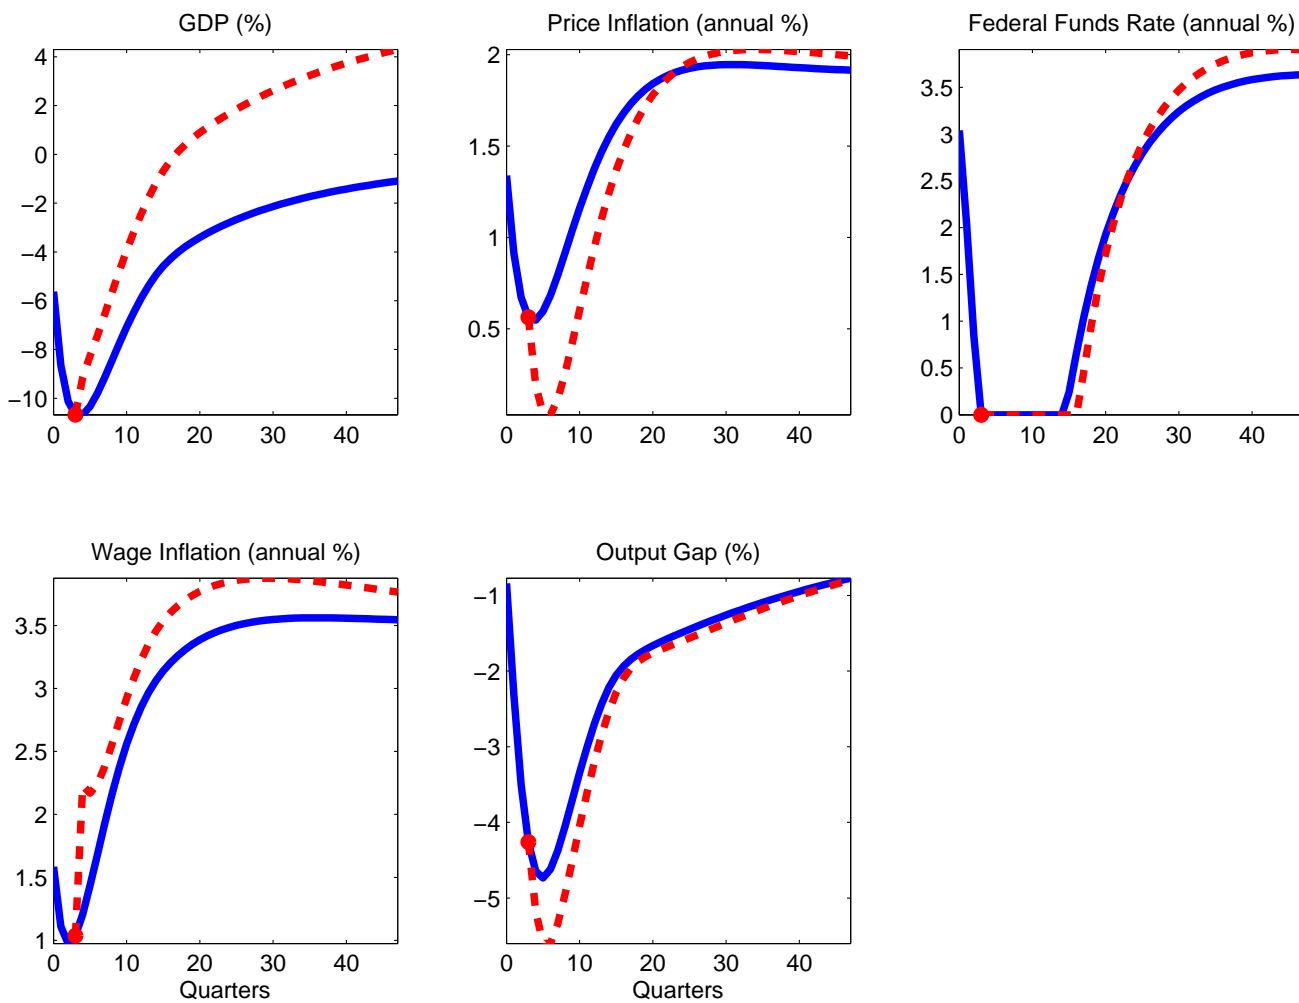 GDP (%)
4
2
0
−2
−4
−6
−8
−10
0 10 20 30 40
Price Inflation (annual %)
2
1.5
1
0.5
0 10 20 30 40
Federal Funds Rate (annual %)
3.5
3
2.5
2
1.5
1
0.5
0
0 10 20 30 40
Wage Inflation (annual %)
3.5
3
2.5
2
1.5
1
0 10 20 30 40
Quarters
Output Gap (%)
−1
−2
−3
−4
−5
0 10 20 30 40
Quarters